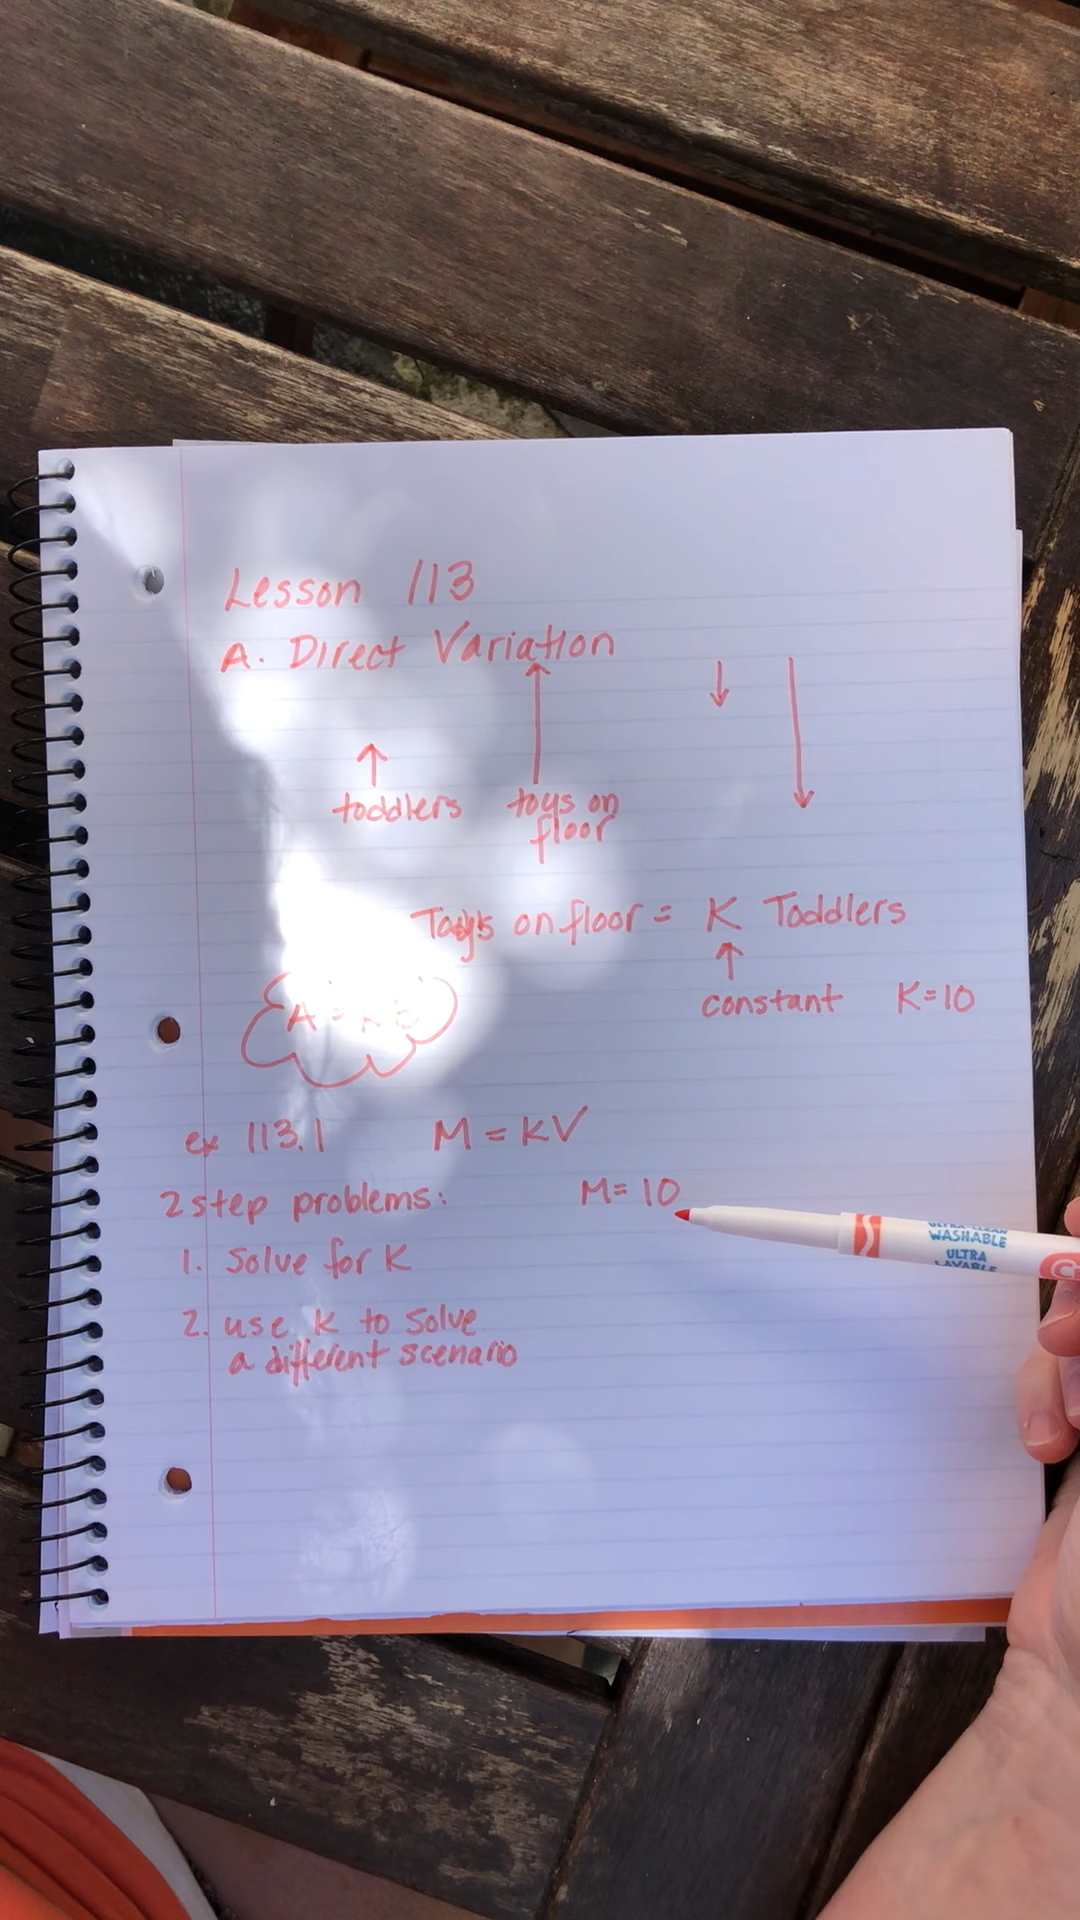 Lesson 113
A. Direct Variation
toddlers toys on
floor
Toys on floor = K Toddlers
constant K=10
ex 113.1 M = KV
2 step problems: M= 10
1. Solve for K
2. use K to solve
a different scenario
ULTRA-CLEAN
WASHABLE
ULTRA
LAVABLE